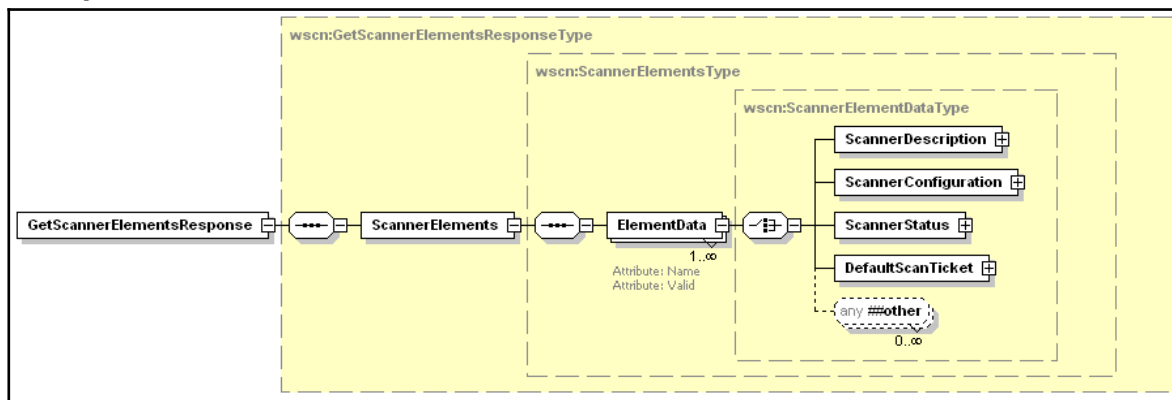 wscn:GetScannerElementsResponseType
wscn:ScannerElementsType
wscn:ScannerElementDataType
ScannerDescription
ScannerConfiguration
GetScannerElementsResponse
ScannerElements
ElementData
ScannerStatus
1..∞
Attribute: Name
Attribute: Valid
DefaultScanTicket
any ##other
0..∞